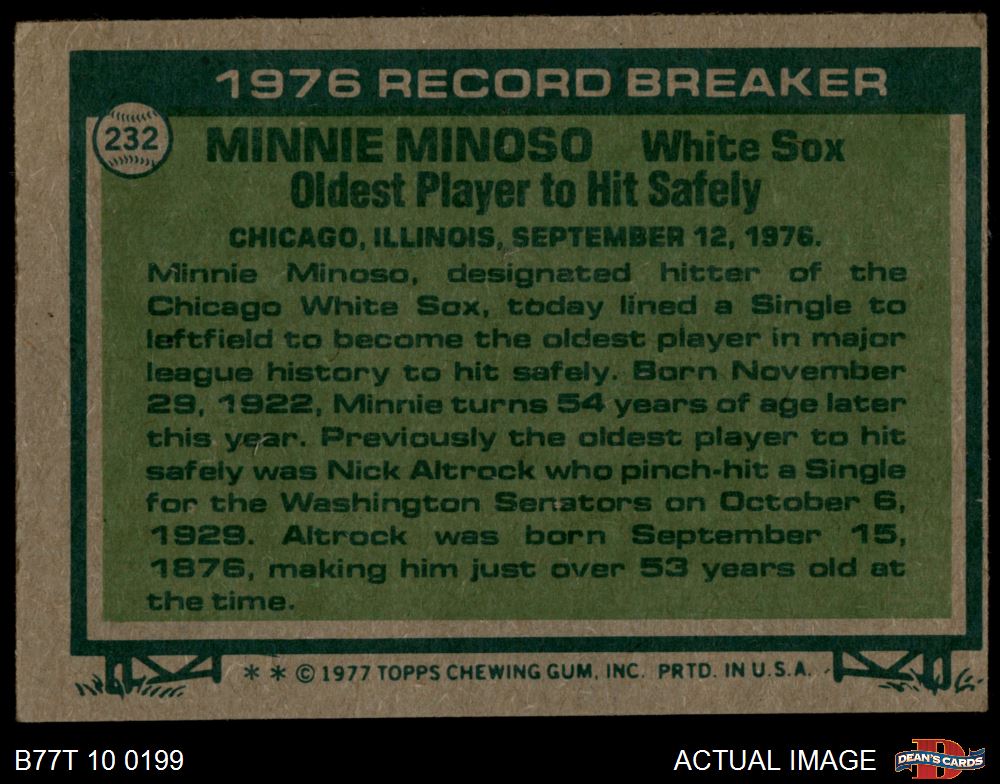 1976 RECORD BREAKER
232
MINNIE MINOSO White Sox
Oldest Player to Hit Safely
CHICAGO, ILLINOIS, SEPTEMBER 12, 1976.
Minnie Minoso, designated hitter of the
Chicago White Sox, today lined a Single to
leftfield to become the oldest player in major
league history to hit safely. Born November
29, 1922, Minnie turns 54 years of age later
this year. Previously the oldest player to hit
safely was Nick Altrock who pinch-hit a Single
for the Washington Senators on October 6,
1929. Altrock was born September 15,
1876, making him just over 53 years old at
the time.
* * © 1977 TOPPS CHEWING GUM, INC. PRTD. IN U.S.A.
B77T 10 0199
ACTUAL IMAGE
D
DEAN'S CARDS